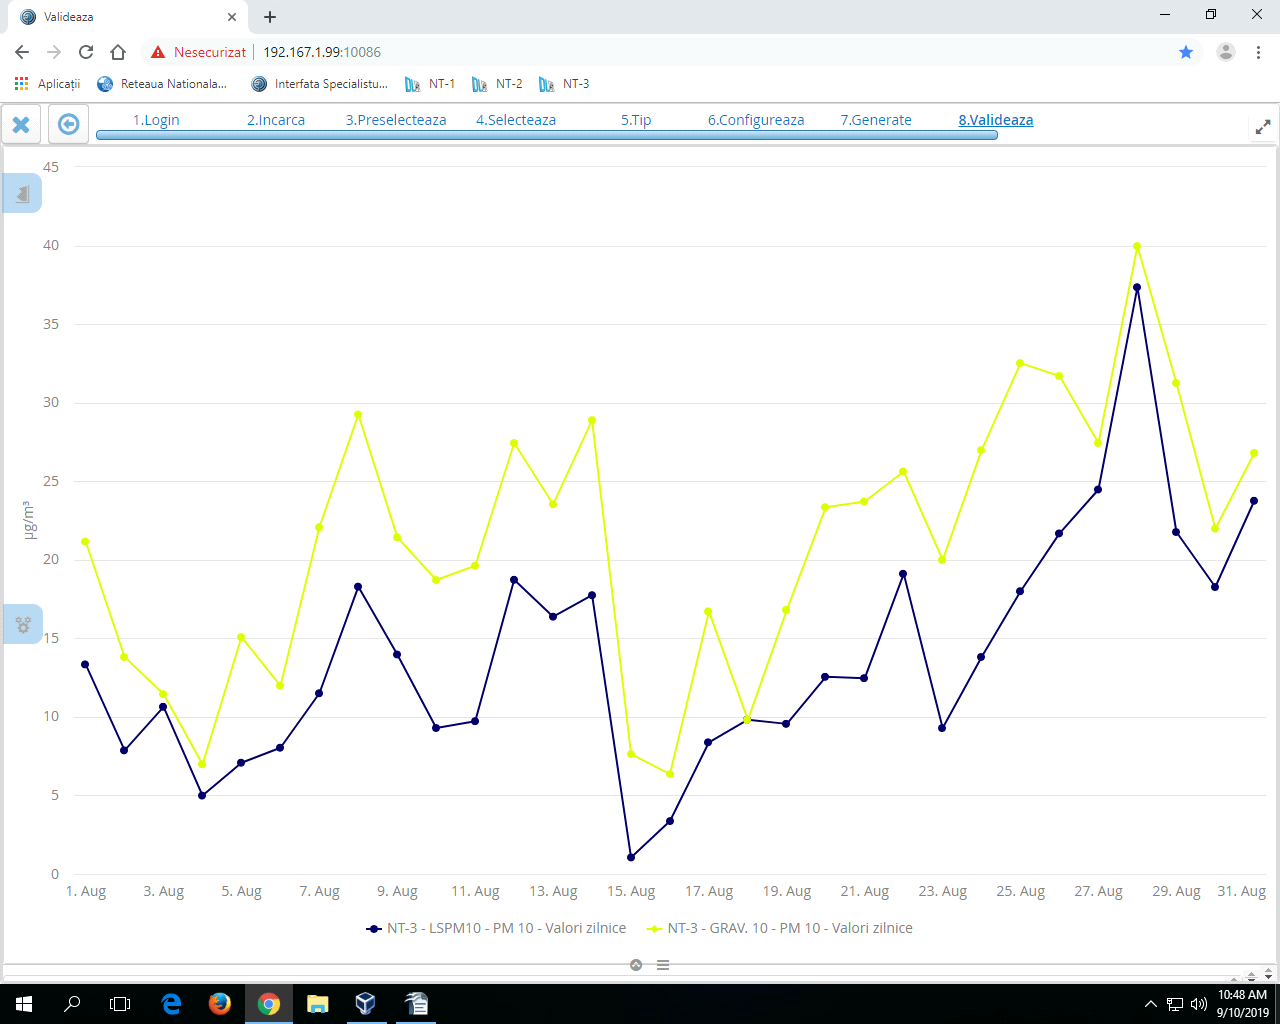 Valideaza
Nesecurizat 192.167.1.99:10086
Aplicații Reteaua Nationala... Interfata Specialistu... NT-1 NT-2 NT-3
1.Login 2.Incarca 3.Preselecteaza 4.Selecteaza 5.Tip 6.Configureaza 7.Generate 8.Valideaza
45
40
35
30
25
µg/m³
20
15
10
5
0
1. Aug 3. Aug 5. Aug 7. Aug 9. Aug 11. Aug 13. Aug 15. Aug 17. Aug 19. Aug 21. Aug 23. Aug 25. Aug 27. Aug 29. Aug 31. Aug
NT-3 - LSPM10 - PM 10 - Valori zilnice NT-3 - GRAV. 10 - PM 10 - Valori zilnice
10:48 AM
9/10/2019